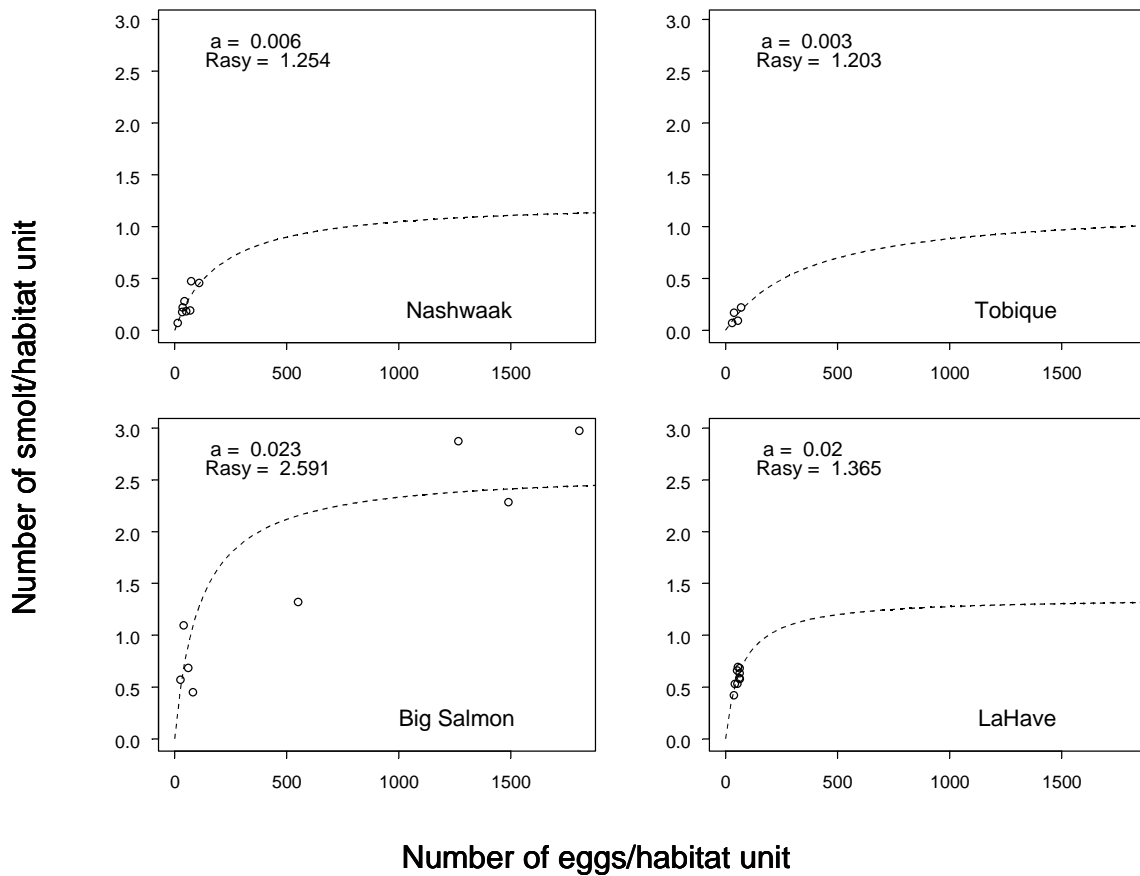 3.0
2.5
2.0
1.5
1.0
0.5
0.0
a = 0.006
Rasy = 1.254
Nashwaak
0 500 1000 1500
3.0
2.5
2.0
1.5
1.0
0.5
0.0
a = 0.003
Rasy = 1.203
Tobique
0 500 1000 1500
3.0
2.5
2.0
1.5
1.0
0.5
0.0
a = 0.023
Rasy = 2.591
Big Salmon
0 500 1000 1500
3.0
2.5
2.0
1.5
1.0
0.5
0.0
a = 0.02
Rasy = 1.365
LaHave
0 500 1000 1500
Number of smolt/habitat unit
Number of eggs/habitat unit